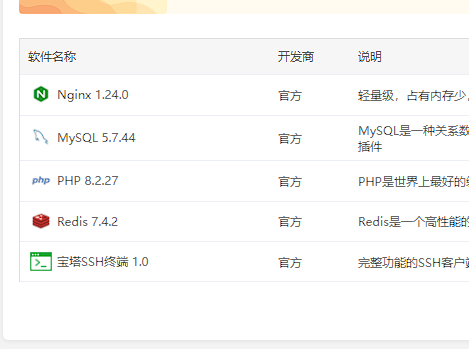 软件名称 开发商 说明
Nginx 1.24.0 官方 轻量级，占有内存少，
MySQL 5.7.44 官方 MySQL是一种关系数
插件
php PHP 8.2.27 官方 PHP是世界上最好的
Redis 7.4.2 官方 Redis是一个高性能的
宝塔SSH终端 1.0 官方 完整功能的SSH客户